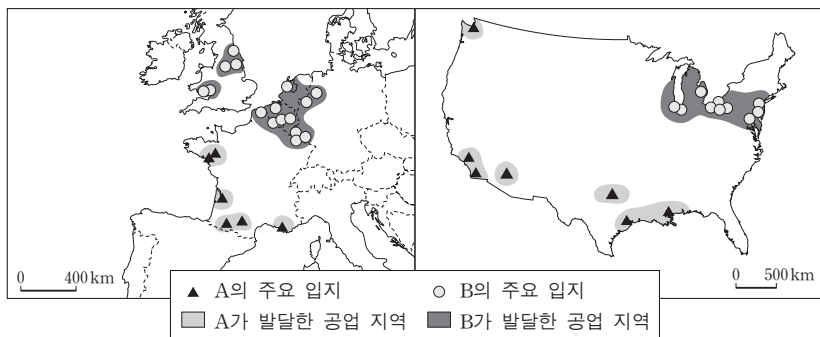 0 400 km
0 500 km
▲ A의 주요 입지 ○ B의 주요 입지
A가 발달한 공업 지역 B가 발달한 공업 지역